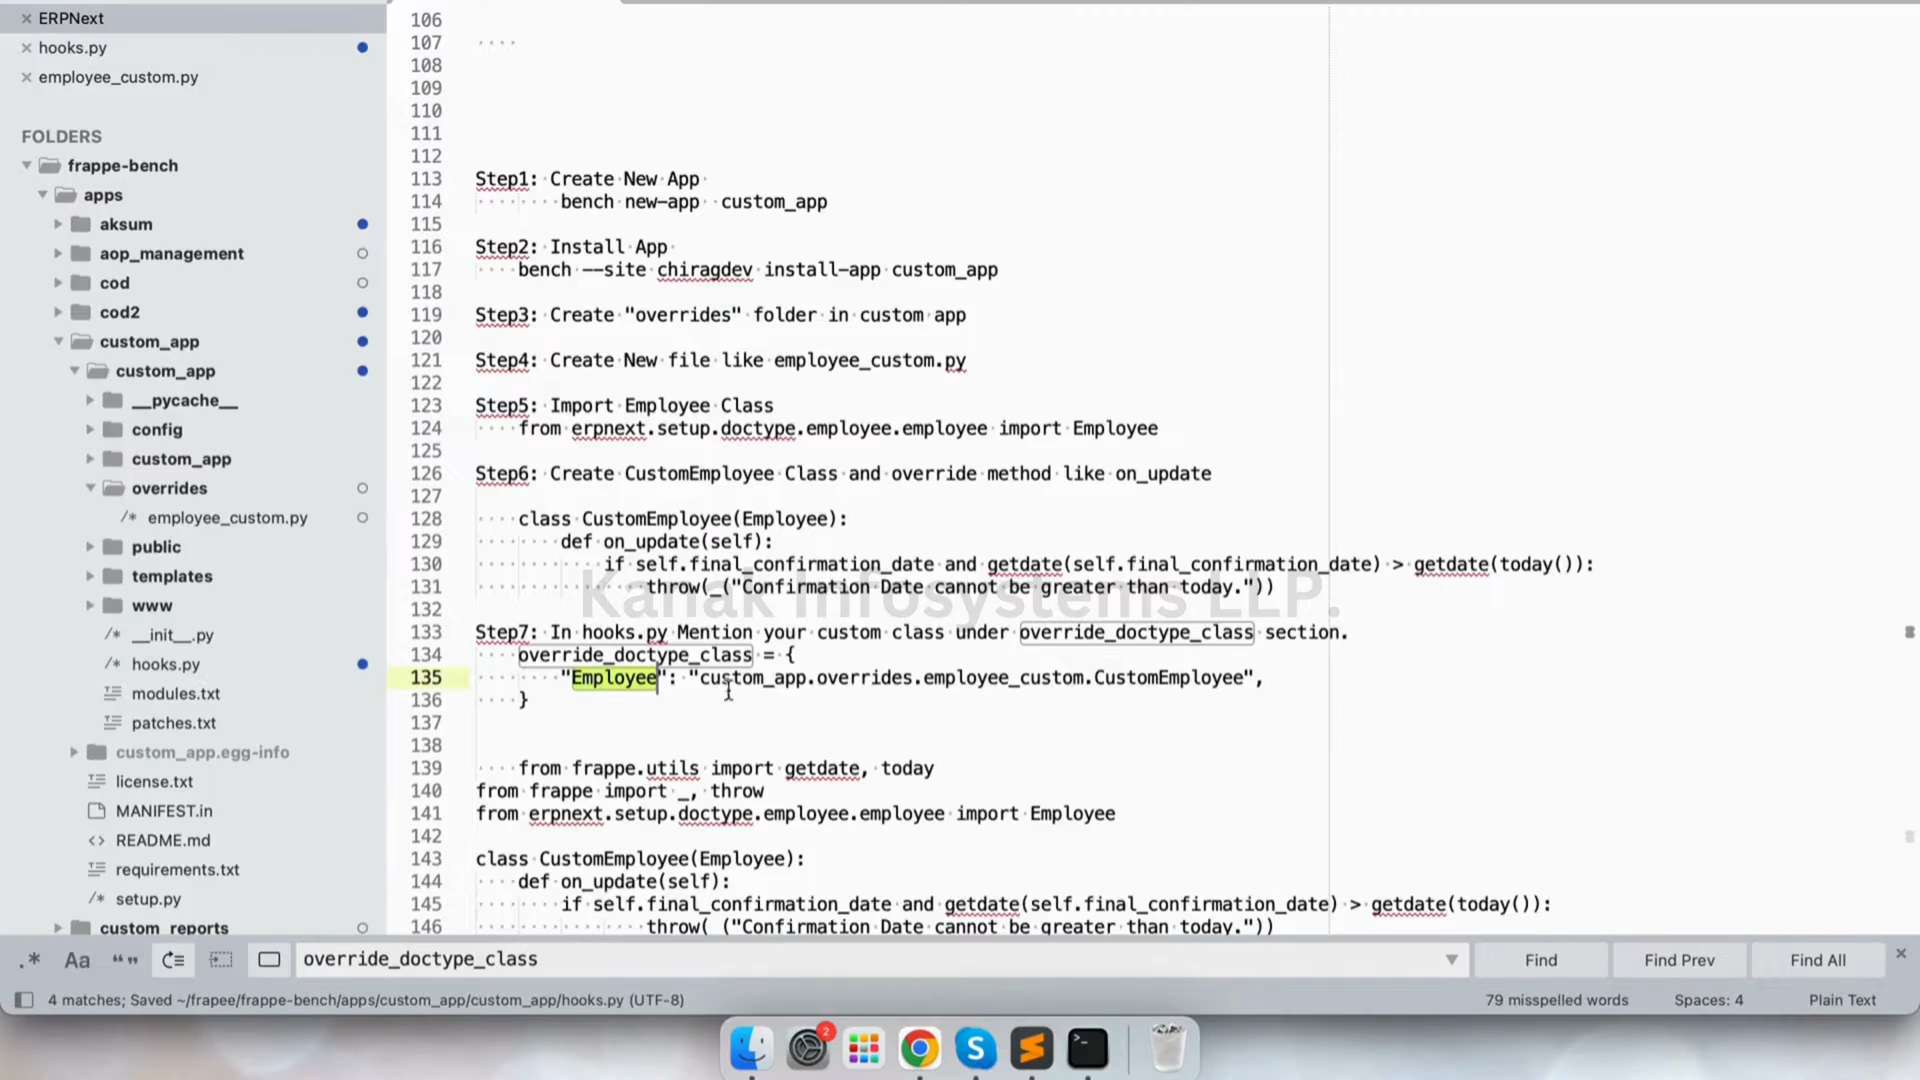 ERPNext
hooks.py
employee_custom.py
FOLDERS
frappe-bench
apps
aksum
aop_management
cod
cod2
custom_app
custom_app
__pycache__
config
custom_app
overrides
/* employee_custom.py
public
templates
www
/* __init__.py
/* hooks.py
modules.txt
patches.txt
custom_app.egg-info
license.txt
MANIFEST.in
<> README.md
requirements.txt
/* setup.py
custom_reports
106
107
108
109
110
111
112
113 Step1: Create New App
114 bench new-app custom_app
115
116 Step2: Install App
117 bench --site chiragdev install-app custom_app
118
119 Step3: Create "overrides" folder in custom app
120
121 Step4: Create New file like employee_custom.py
122
123 Step5: Import Employee Class
124 from erpnext.setup.doctype.employee.employee import Employee
125
126 Step6: Create CustomEmployee Class and override method like on_update
127
128 class CustomEmployee(Employee):
129 def on_update(self):
130 if self.final_confirmation_date and getdate(self.final_confirmation_date) > getdate(today()):
131 throw(_("Confirmation Date cannot be greater than today."))
Kanak Infosystems LLP.
132
133 Step7: In hooks.py Mention your custom class under override_doctype_class section.
134 override_doctype_class = {
135 "Employee": "custom_app.overrides.employee_custom.CustomEmployee",
136 }
137
138
139 from frappe.utils import getdate, today
140 from frappe import _, throw
141 from erpnext.setup.doctype.employee.employee import Employee
142
143 class CustomEmployee(Employee):
144 def on_update(self):
145 if self.final_confirmation_date and getdate(self.final_confirmation_date) > getdate(today()):
146 throw(_("Confirmation Date cannot be greater than today."))
.* Aa “” override_doctype_class Find Find Prev Find All
4 matches; Saved ~/frapee/frappe-bench/apps/custom_app/custom_app/hooks.py (UTF-8) 79 misspelled words Spaces: 4 Plain Text
2